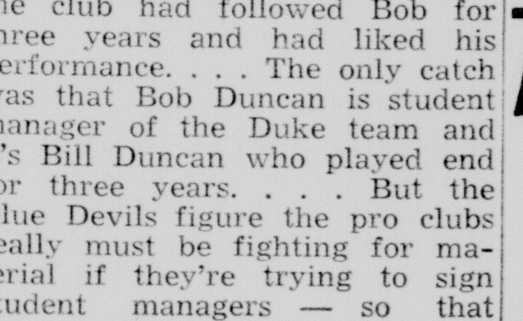 he club had followed Bob for
hree years and had liked his
erformance. . . . The only catch
as that Bob Duncan is student
anager of the Duke team and
's Bill Duncan who played end
or three years. . . . But the
lue Devils figure the pro clubs
eally must be fighting for ma-
erial if they're trying to sign
tudent managers — so that